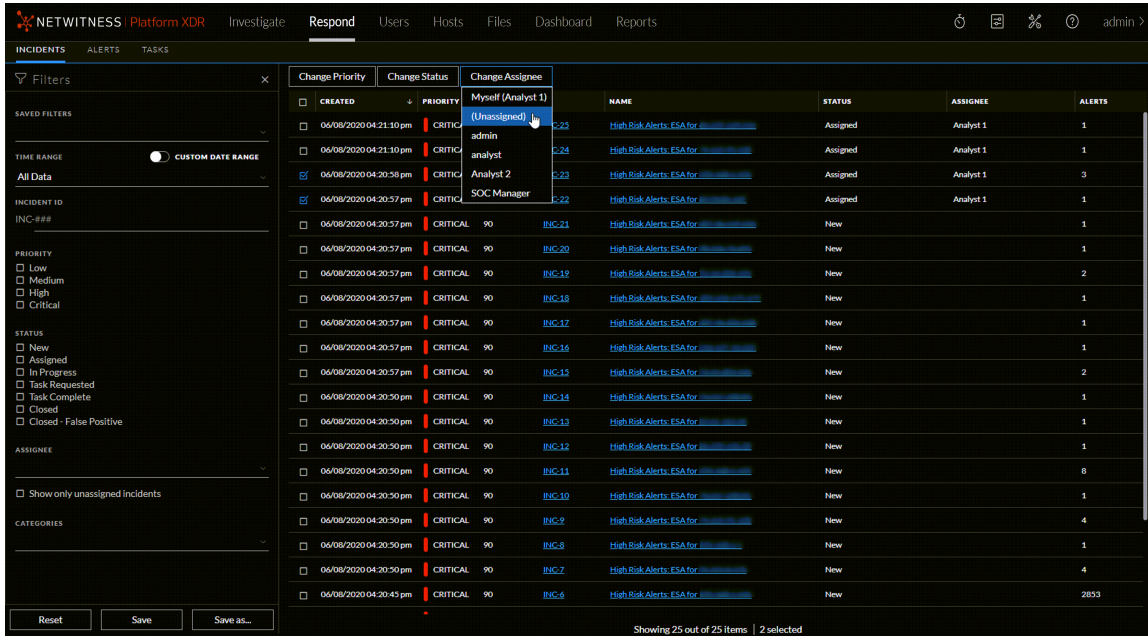 NETWITNESS Platform XDR Investigate Respond Users Hosts Files Dashboard Reports admin >
INCIDENTS ALERTS TASKS
Filters
Change Priority Change Status Change Assignee
Myself (Analyst 1)
(Unassigned)
admin
analyst
Analyst 2
SOC Manager
SAVED FILTERS
TIME RANGE CUSTOM DATE RANGE
All Data
INCIDENT ID
INC-###
PRIORITY
Low
Medium
High
Critical
STATUS
New
Assigned
In Progress
Task Requested
Task Complete
Closed
Closed - False Positive
ASSIGNEE
Show only unassigned incidents
CATEGORIES
Reset Save Save as...
CREATED PRIORITY NAME STATUS ASSIGNEE ALERTS
06/08/2020 04:21:10 pm CRITICA C-25 High Risk Alerts: ESA for Assigned Analyst 1 1
06/08/2020 04:21:10 pm CRITICA C-24 High Risk Alerts: ESA for Assigned Analyst 1 1
06/08/2020 04:20:58 pm CRITICA C-23 High Risk Alerts: ESA for Assigned Analyst 1 3
06/08/2020 04:20:57 pm CRITICA C-22 High Risk Alerts: ESA for Assigned Analyst 1 1
06/08/2020 04:20:57 pm CRITICAL 90 INC-21 High Risk Alerts: ESA for New 1
06/08/2020 04:20:57 pm CRITICAL 90 INC-20 High Risk Alerts: ESA for New 1
06/08/2020 04:20:57 pm CRITICAL 90 INC-19 High Risk Alerts: ESA for New 2
06/08/2020 04:20:57 pm CRITICAL 90 INC-18 High Risk Alerts: ESA for New 1
06/08/2020 04:20:57 pm CRITICAL 90 INC-17 High Risk Alerts: ESA for New 1
06/08/2020 04:20:57 pm CRITICAL 90 INC-16 High Risk Alerts: ESA for New 1
06/08/2020 04:20:57 pm CRITICAL 90 INC-15 High Risk Alerts: ESA for New 2
06/08/2020 04:20:50 pm CRITICAL 90 INC-14 High Risk Alerts: ESA for New 1
06/08/2020 04:20:50 pm CRITICAL 90 INC-13 High Risk Alerts: ESA for New 1
06/08/2020 04:20:50 pm CRITICAL 90 INC-12 High Risk Alerts: ESA for New 1
06/08/2020 04:20:50 pm CRITICAL 90 INC-11 High Risk Alerts: ESA for New 8
06/08/2020 04:20:50 pm CRITICAL 90 INC-10 High Risk Alerts: ESA for New 1
06/08/2020 04:20:50 pm CRITICAL 90 INC-9 High Risk Alerts: ESA for New 4
06/08/2020 04:20:50 pm CRITICAL 90 INC-8 High Risk Alerts: ESA for New 1
06/08/2020 04:20:50 pm CRITICAL 90 INC-7 High Risk Alerts: ESA for New 4
06/08/2020 04:20:45 pm CRITICAL 90 INC-6 High Risk Alerts: ESA for New 2853
Showing 25 out of 25 items | 2 selected